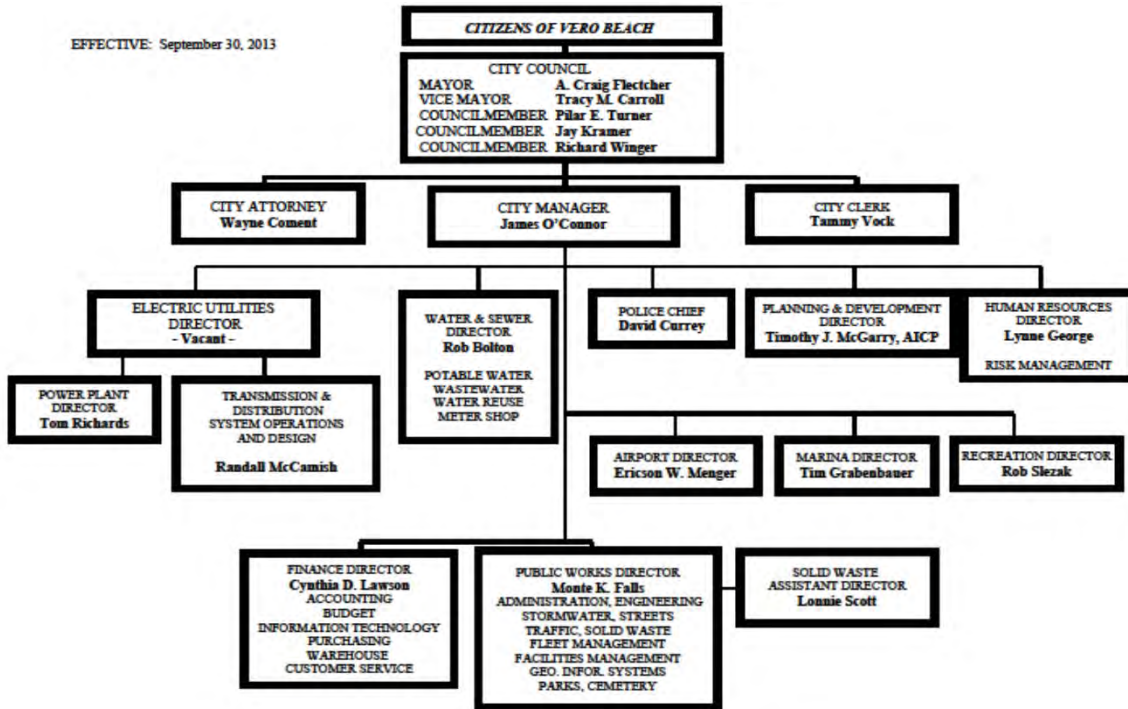 CITIZENS OF VERO BEACH
EFFECTIVE: September 30, 2013
CITY COUNCIL
MAYOR A. Craig Flectcher
VICE MAYOR Tracy M. Carroll
COUNCILMEMBER Pilar E. Turner
COUNCILMEMBER Jay Kramer
COUNCILMEMBER Richard Winger
CITY ATTORNEY
Wayne Coment
CITY MANAGER
James O'Connor
CITY CLERK
Tammy Vock
ELECTRIC UTILITIES
DIRECTOR
- Vacant -
WATER & SEWER
DIRECTOR
Rob Bolton
POTABLE WATER
WASTEWATER
WATER REUSE
METER SHOP
POLICE CHIEF
David Currey
PLANNING & DEVELOPMENT
DIRECTOR
Timothy J. McGarry, AICP
HUMAN RESOURCES
DIRECTOR
Lynne George
RISK MANAGEMENT
POWER PLANT
DIRECTOR
Tom Richards
TRANSMISSION &
DISTRIBUTION
SYSTEM OPERATIONS
AND DESIGN
Randall McCamish
AIRPORT DIRECTOR
Ericson W. Menger
MARINA DIRECTOR
Tim Grabenbauer
RECREATION DIRECTOR
Rob Slezak
FINANCE DIRECTOR
Cynthia D. Lawson
ACCOUNTING
BUDGET
INFORMATION TECHNOLOGY
PURCHASING
WAREHOUSE
CUSTOMER SERVICE
PUBLIC WORKS DIRECTOR
Monte K. Falls
ADMINISTRATION, ENGINEERING
STORMWATER, STREETS
TRAFFIC, SOLID WASTE
FLEET MANAGEMENT
FACILITIES MANAGEMENT
GEO. INFOR. SYSTEMS
PARKS, CEMETERY
SOLID WASTE
ASSISTANT DIRECTOR
Lonnie Scott